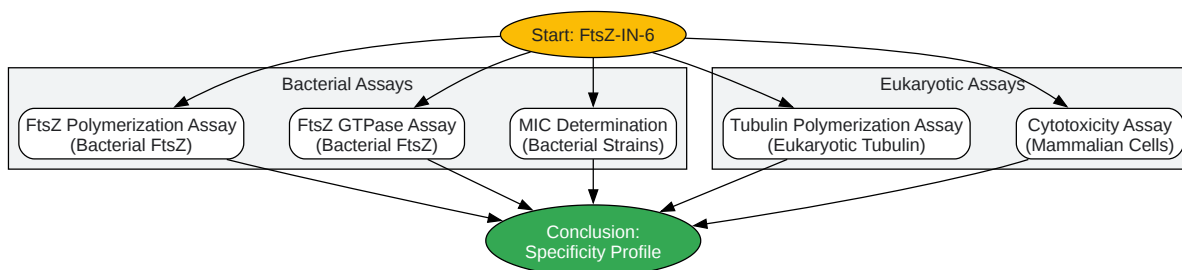 Start: FtsZ-IN-6
Bacterial Assays
Eukaryotic Assays
FtsZ Polymerization Assay
(Bacterial FtsZ)
FtsZ GTPase Assay
(Bacterial FtsZ)
MIC Determination
(Bacterial Strains)
Tubulin Polymerization Assay
(Eukaryotic Tubulin)
Cytotoxicity Assay
(Mammalian Cells)
Conclusion:
Specificity Profile